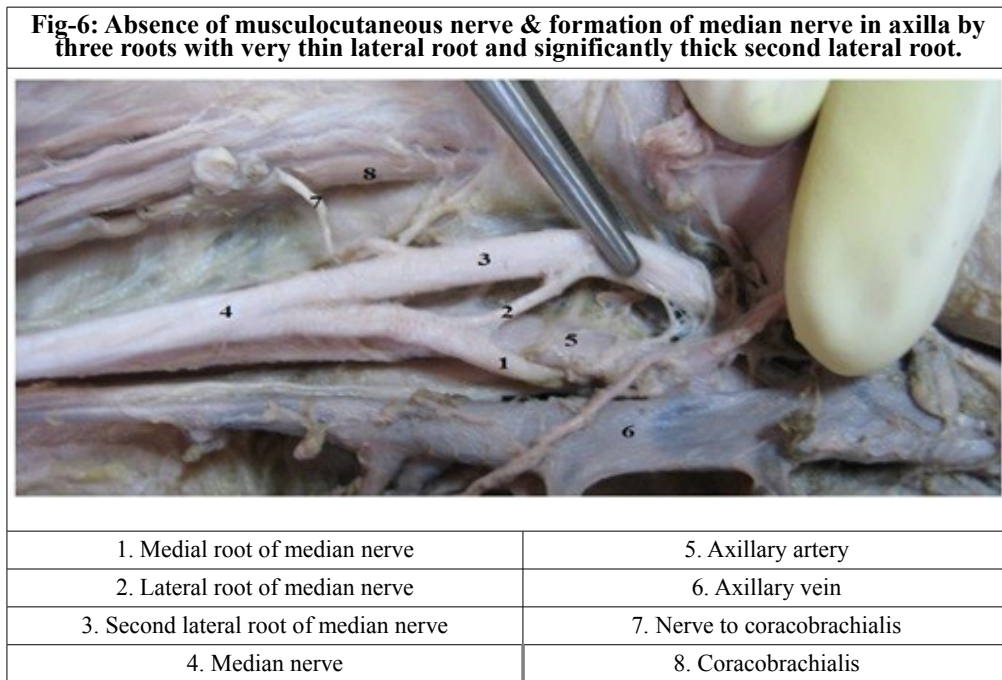 Fig-6: Absence of musculocutaneous nerve & formation of median nerve in axilla by
three roots with very thin lateral root and significantly thick second lateral root.
8
7
3
4
2
5
1
6
1. Medial root of median nerve
5. Axillary artery
2. Lateral root of median nerve
6. Axillary vein
3. Second lateral root of median nerve
7. Nerve to coracobrachialis
4. Median nerve
8. Coracobrachialis